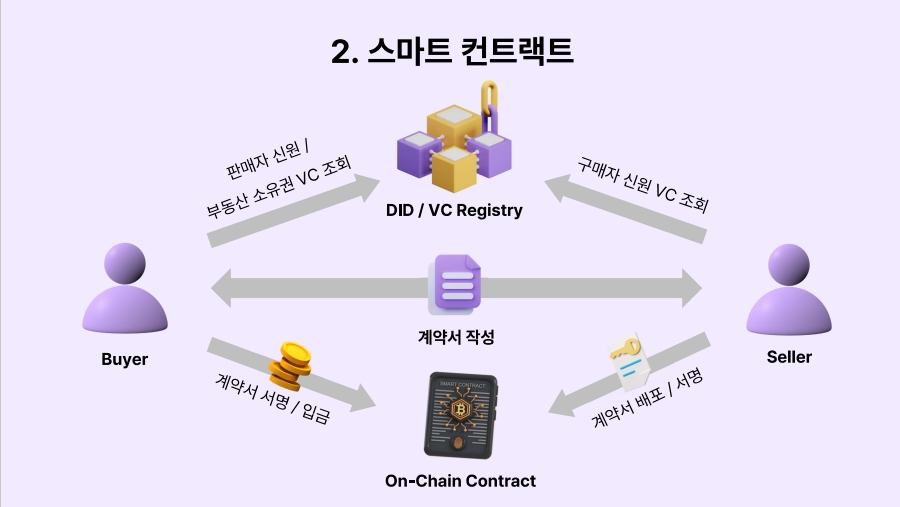 2. 스마트 컨트랙트
판매자 신원 /
부동산 소유권 VC 조회
구매자 신원 VC 조회
DID / VC Registry
계약서 작성
Buyer
Seller
계약서 서명 / 입금
SMART CONTRACT
계약서 배포 / 서명
On-Chain Contract